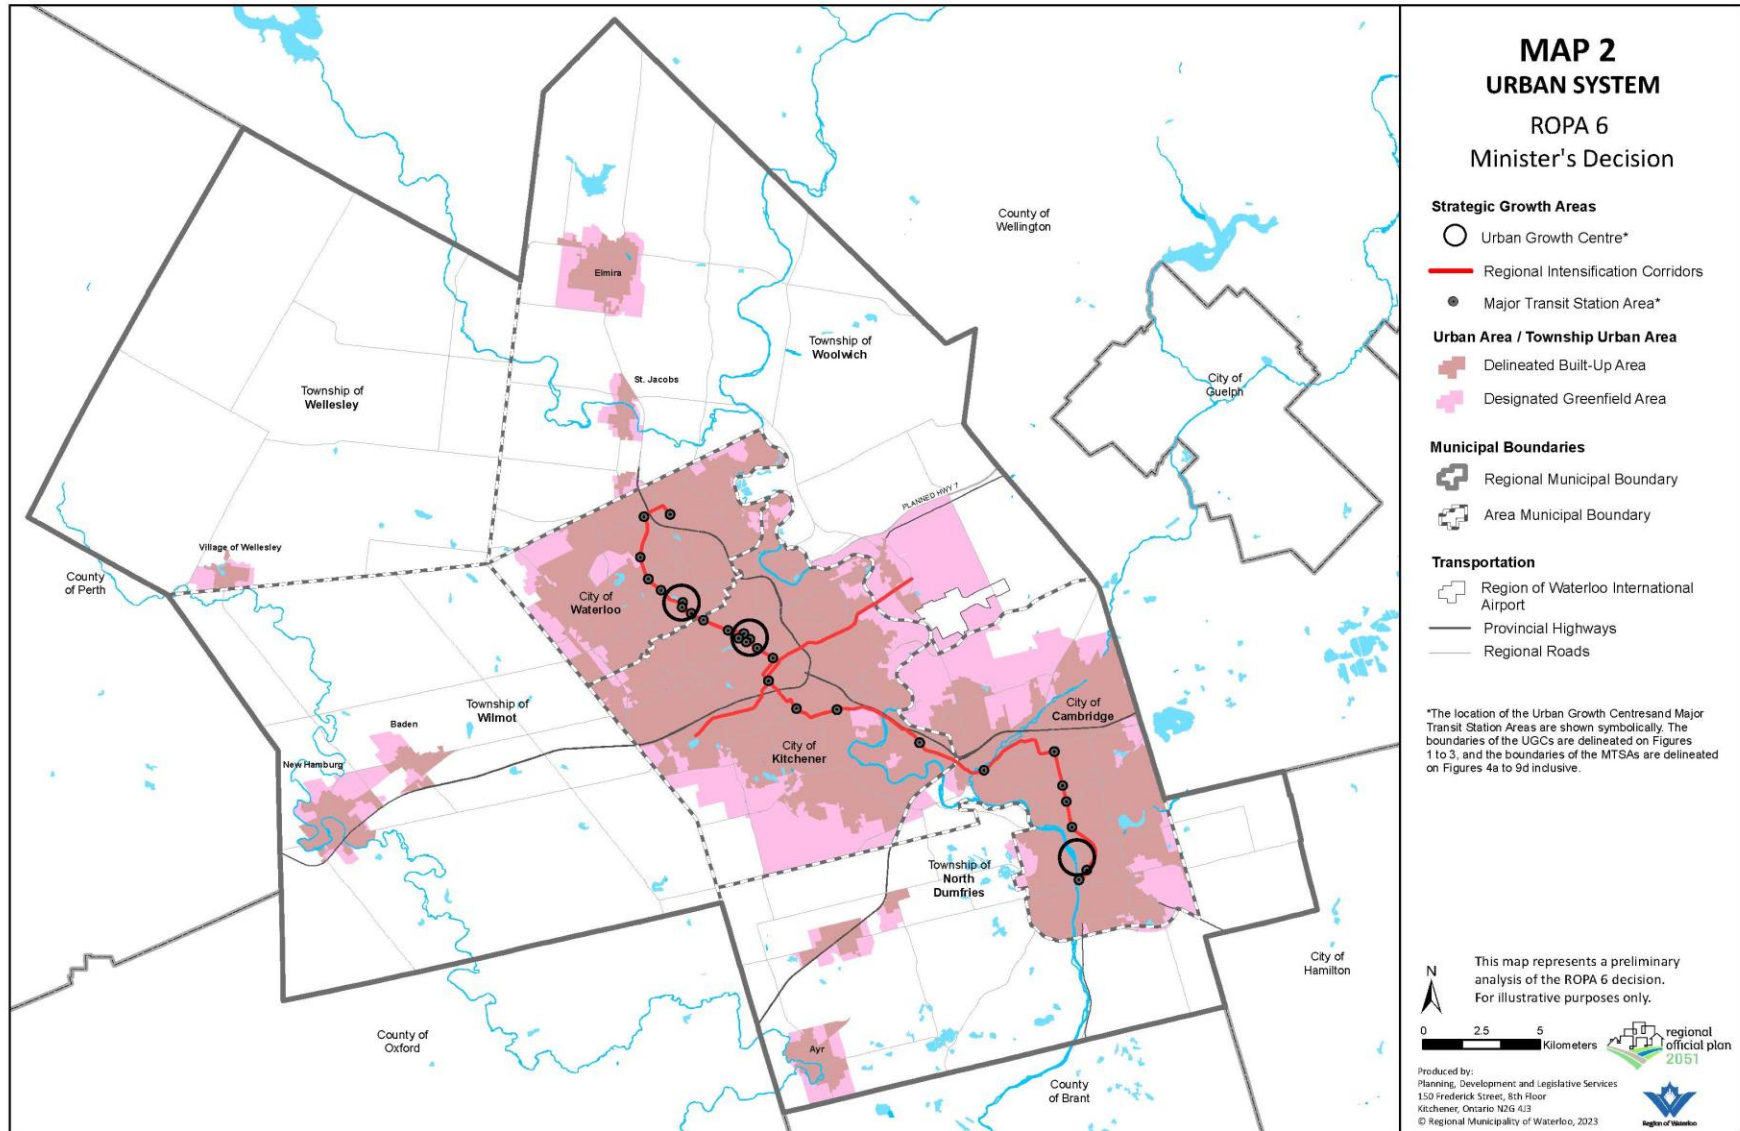 MAP 2
URBAN SYSTEM
ROPA 6
Minister's Decision
Strategic Growth Areas
Urban Growth Centre*
Regional Intensification Corridors
Major Transit Station Area*
Urban Area / Township Urban Area
Delineated Built-Up Area
Designated Greenfield Area
Municipal Boundaries
Regional Municipal Boundary
Area Municipal Boundary
Transportation
Region of Waterloo International
Airport
Provincial Highways
Regional Roads
*The location of the Urban Growth Centresand Major
Transit Station Areas are shown symbolically. The
boundaries of the UGCs are delineated on Figures
1 to 3, and the boundaries of the MTSAs are delineated
on Figures 4a to 9d inclusive.
This map represents a preliminary
analysis of the ROPA 6 decision.
For illustrative purposes only.
N
0 2.5 5
Kilometers
regional
official plan
2051
Produced by:
Planning, Development and Legislative Services
150 Frederick Street, 8th Floor
Kitchener, Ontario N2G 4J3
© Regional Municipality of Waterloo, 2023
Region of Waterloo
County of
Wellington
Elmira
Township of
Woolwich
St. Jacobs
Township of
Wellesley
City of
Guelph
PLANNED HWY 7
Village of Wellesley
County
of Perth
City of
Waterloo
Township of
Wilmot
Baden
New Hamburg
City of
Kitchener
City of
Cambridge
Township of
North
Dumfries
City of
Hamilton
County of
Oxford
Ayr
County
of Brant